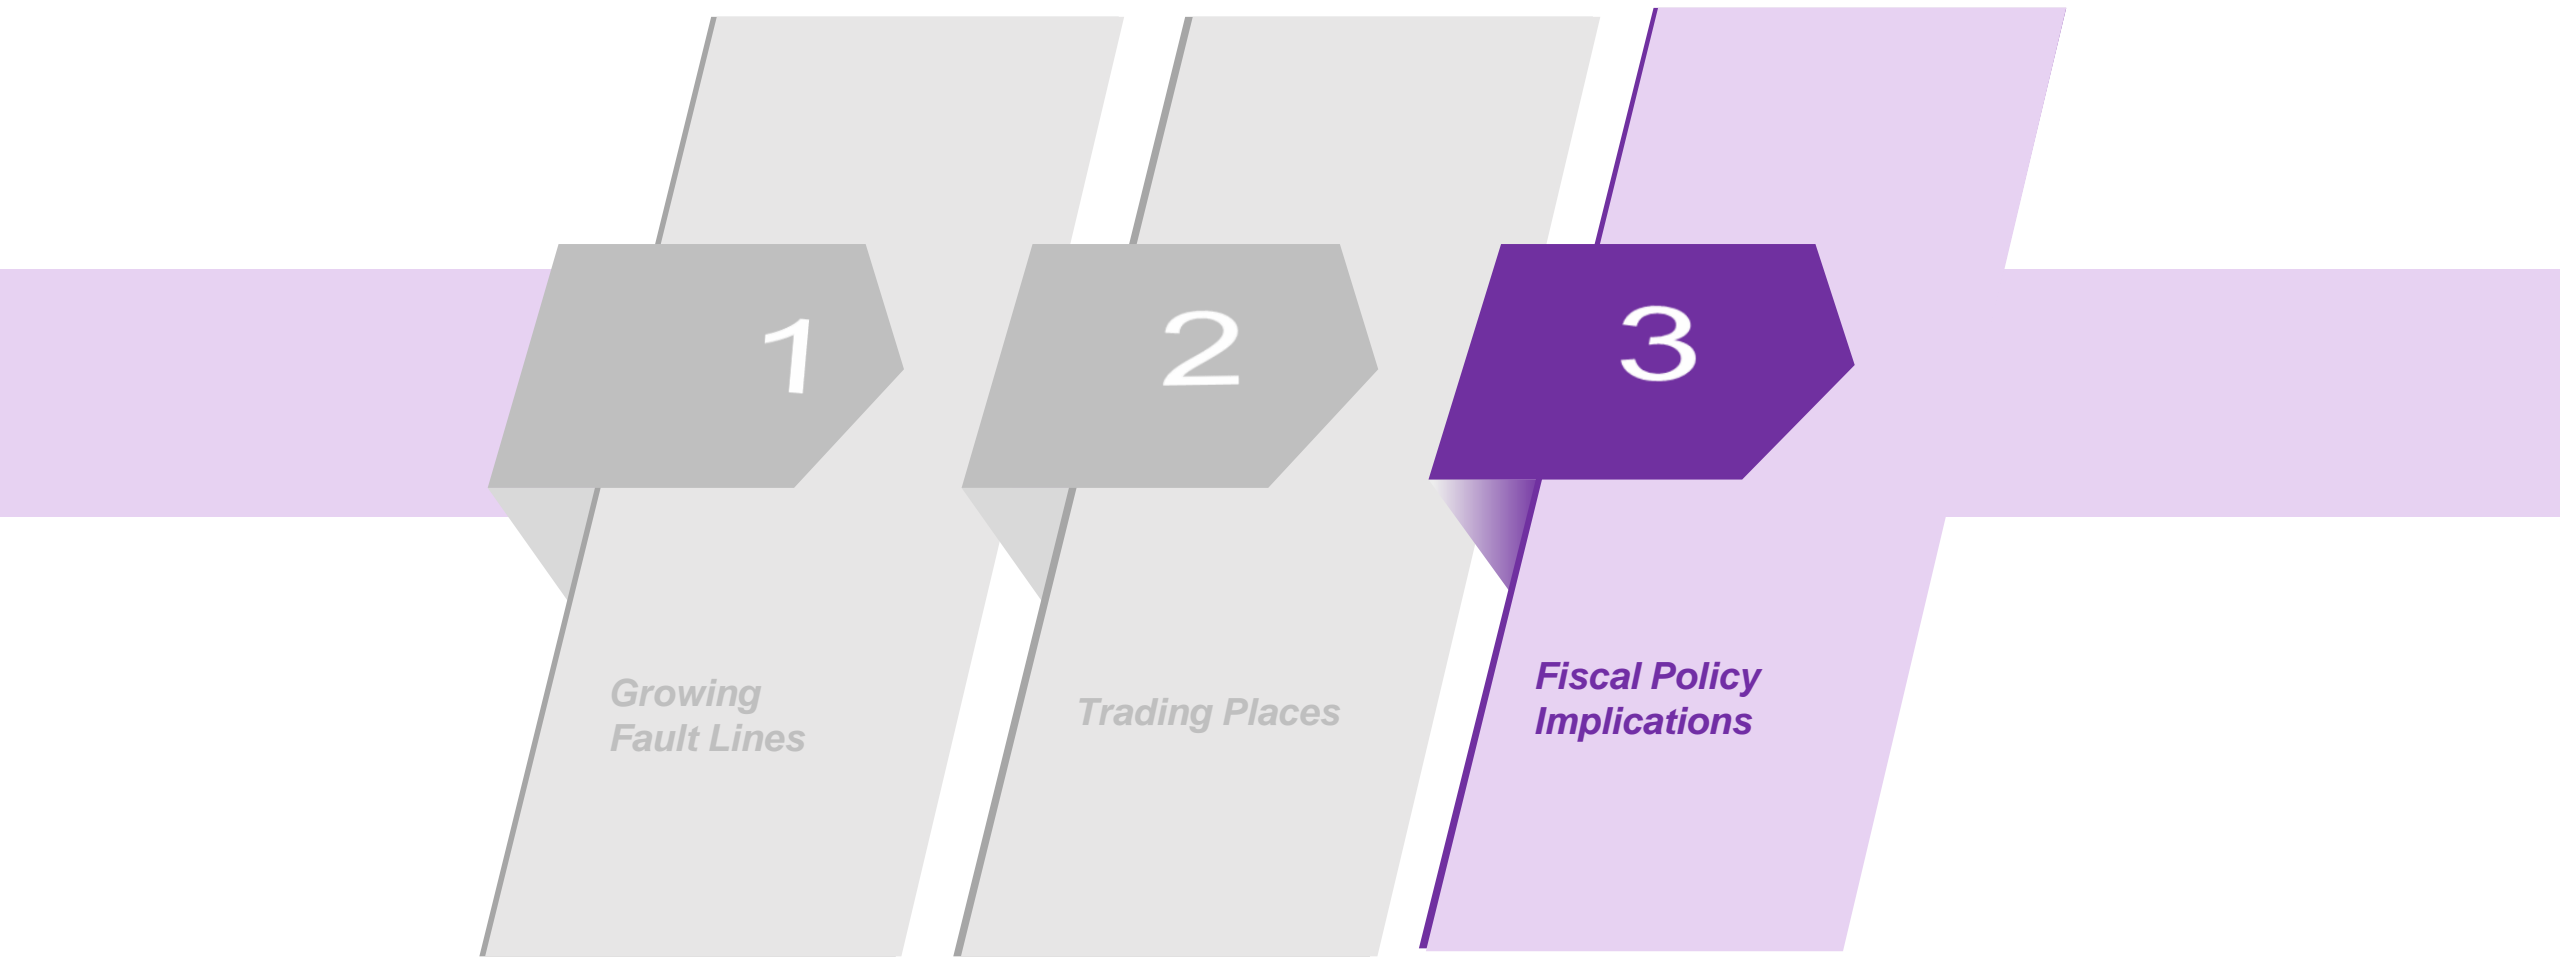 1
Growing
Fault Lines
2
Trading Places
3
Fiscal Policy
Implications